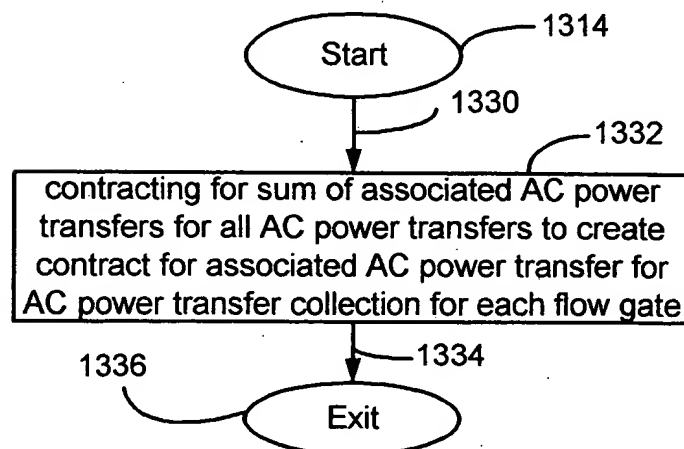 Start
1314
1330
1332
contracting for sum of associated AC power
transfers for all AC power transfers to create
contract for associated AC power transfer for
AC power transfer collection for each flow gate
1334
1336
Exit